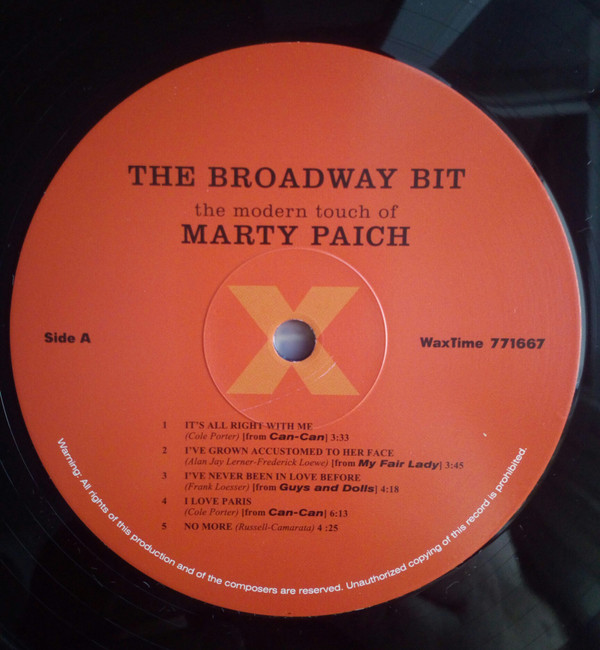 THE BROADWAY BIT
the modern touch of
MARTY PAICH
X
Side A
WaxTime 771667
1 IT'S ALL RIGHT WITH ME
(Cole Porter) [from Can-Can] 3:33
2 I'VE GROWN ACCUSTOMED TO HER FACE
(Alan Jay Lerner-Frederick Loewe) [from My Fair Lady] 3:45
3 I'VE NEVER BEEN IN LOVE BEFORE
(Frank Loesser) [from Guys and Dolls] 4:18
4 I LOVE PARIS
(Cole Porter) [from Can-Can] 6:13
5 NO MORE (Russell-Camarata) 4 :25
Warning: All rights of this production and of the composers are reserved. Unauthorized copying of this record is prohibited.